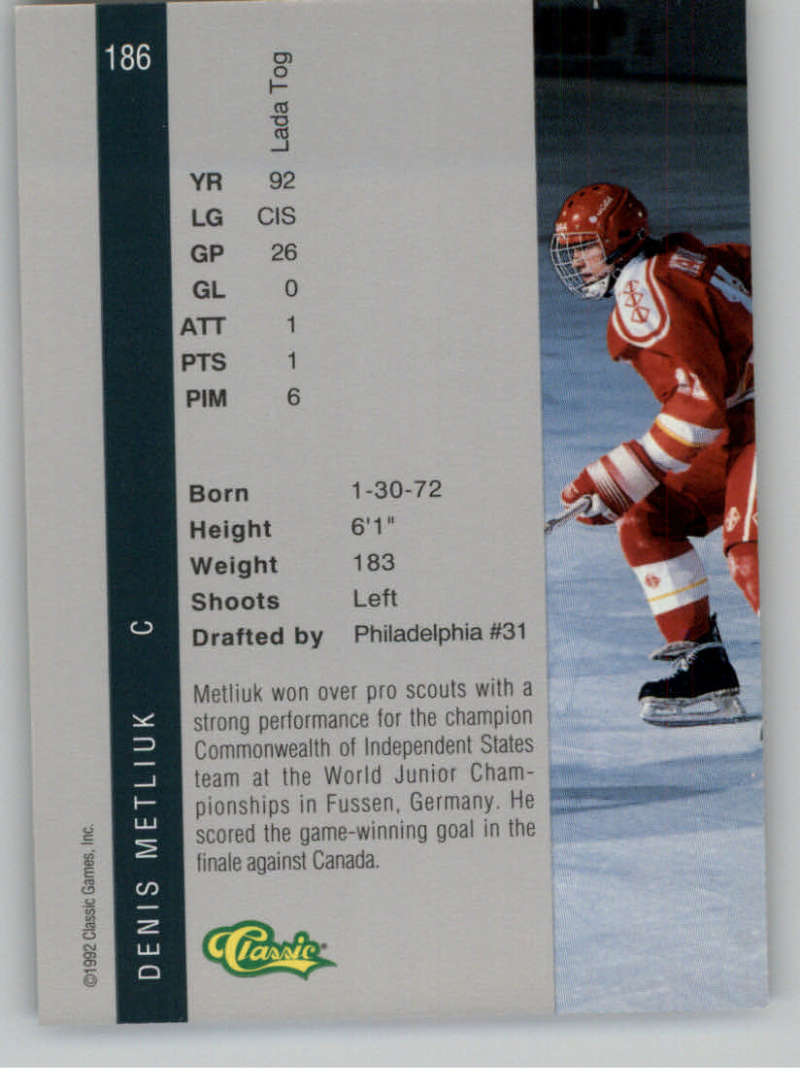 186
Lada Tog
YR 92
LG CIS
GP 26
GL 0
ATT 1
PTS 1
PIM 6
Born 1-30-72
Height 6'1"
Weight 183
Shoots Left
Drafted by Philadelphia #31
Metliuk won over pro scouts with a
strong performance for the champion
Commonwealth of Independent States
team at the World Junior Cham-
pionships in Fussen, Germany. He
scored the game-winning goal in the
finale against Canada.
Classic
DENIS METLIUK C
©1992 Classic Games, Inc.